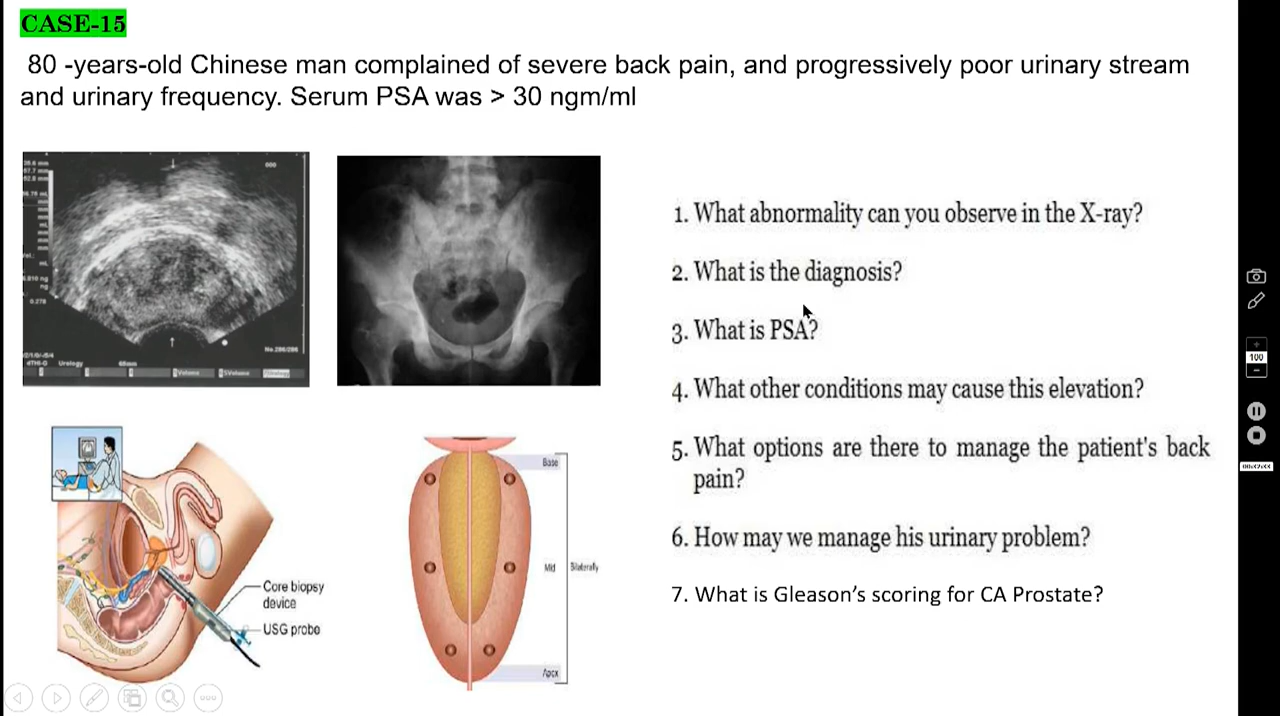 CASE-15
80 -years-old Chinese man complained of severe back pain, and progressively poor urinary stream
and urinary frequency. Serum PSA was > 30 ngm/ml
1. What abnormality can you observe in the X-ray?
2. What is the diagnosis?
3. What is PSA?
4. What other conditions may cause this elevation?
5. What options are there to manage the patient's back
pain?
6. How may we manage his urinary problem?
7. What is Gleason's scoring for CA Prostate?
000
Urology
Core biopsy
device
USG probe
Base
Mid
Bilaterally
Apex
100